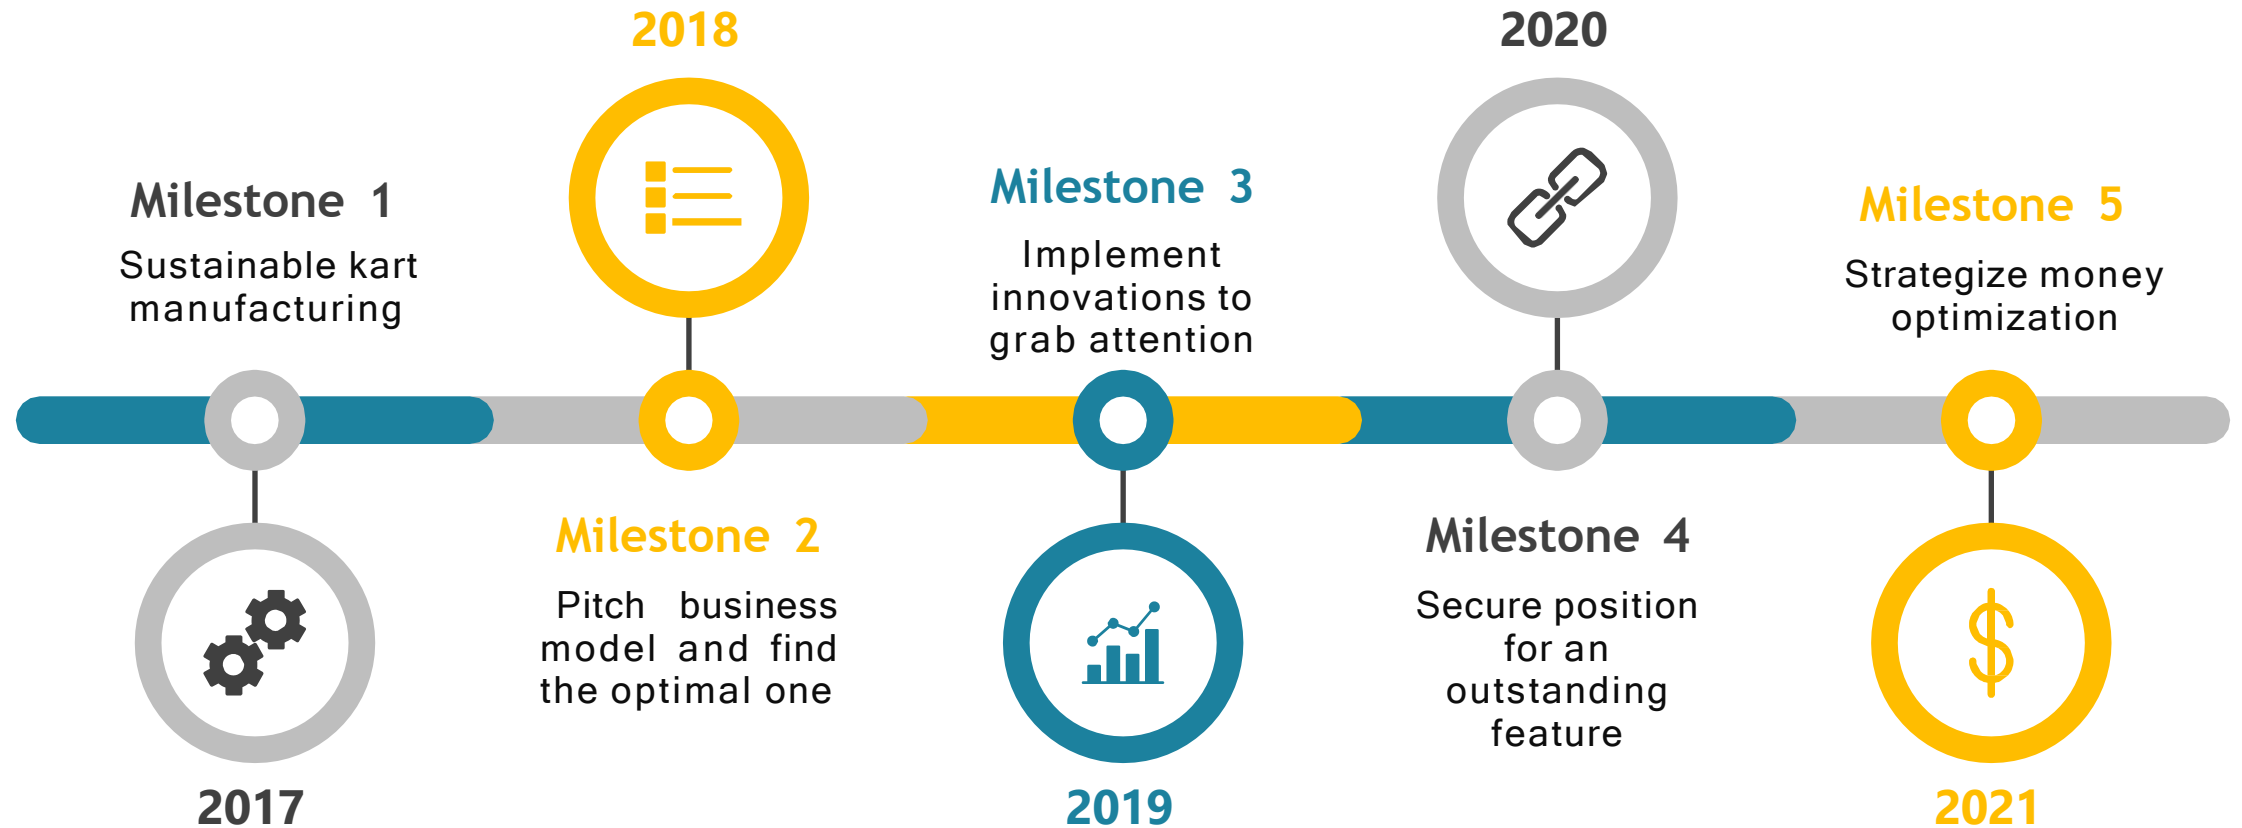 2017
Milestone 1
Sustainable kart
manufacturing
2018
Milestone 2
Pitch business
model and find
the optimal one
Milestone 3
Implement
innovations to
grab attention
2019
2020
Milestone 4
Secure position
for an
outstanding
feature
Milestone 5
Strategize money
optimization
2021